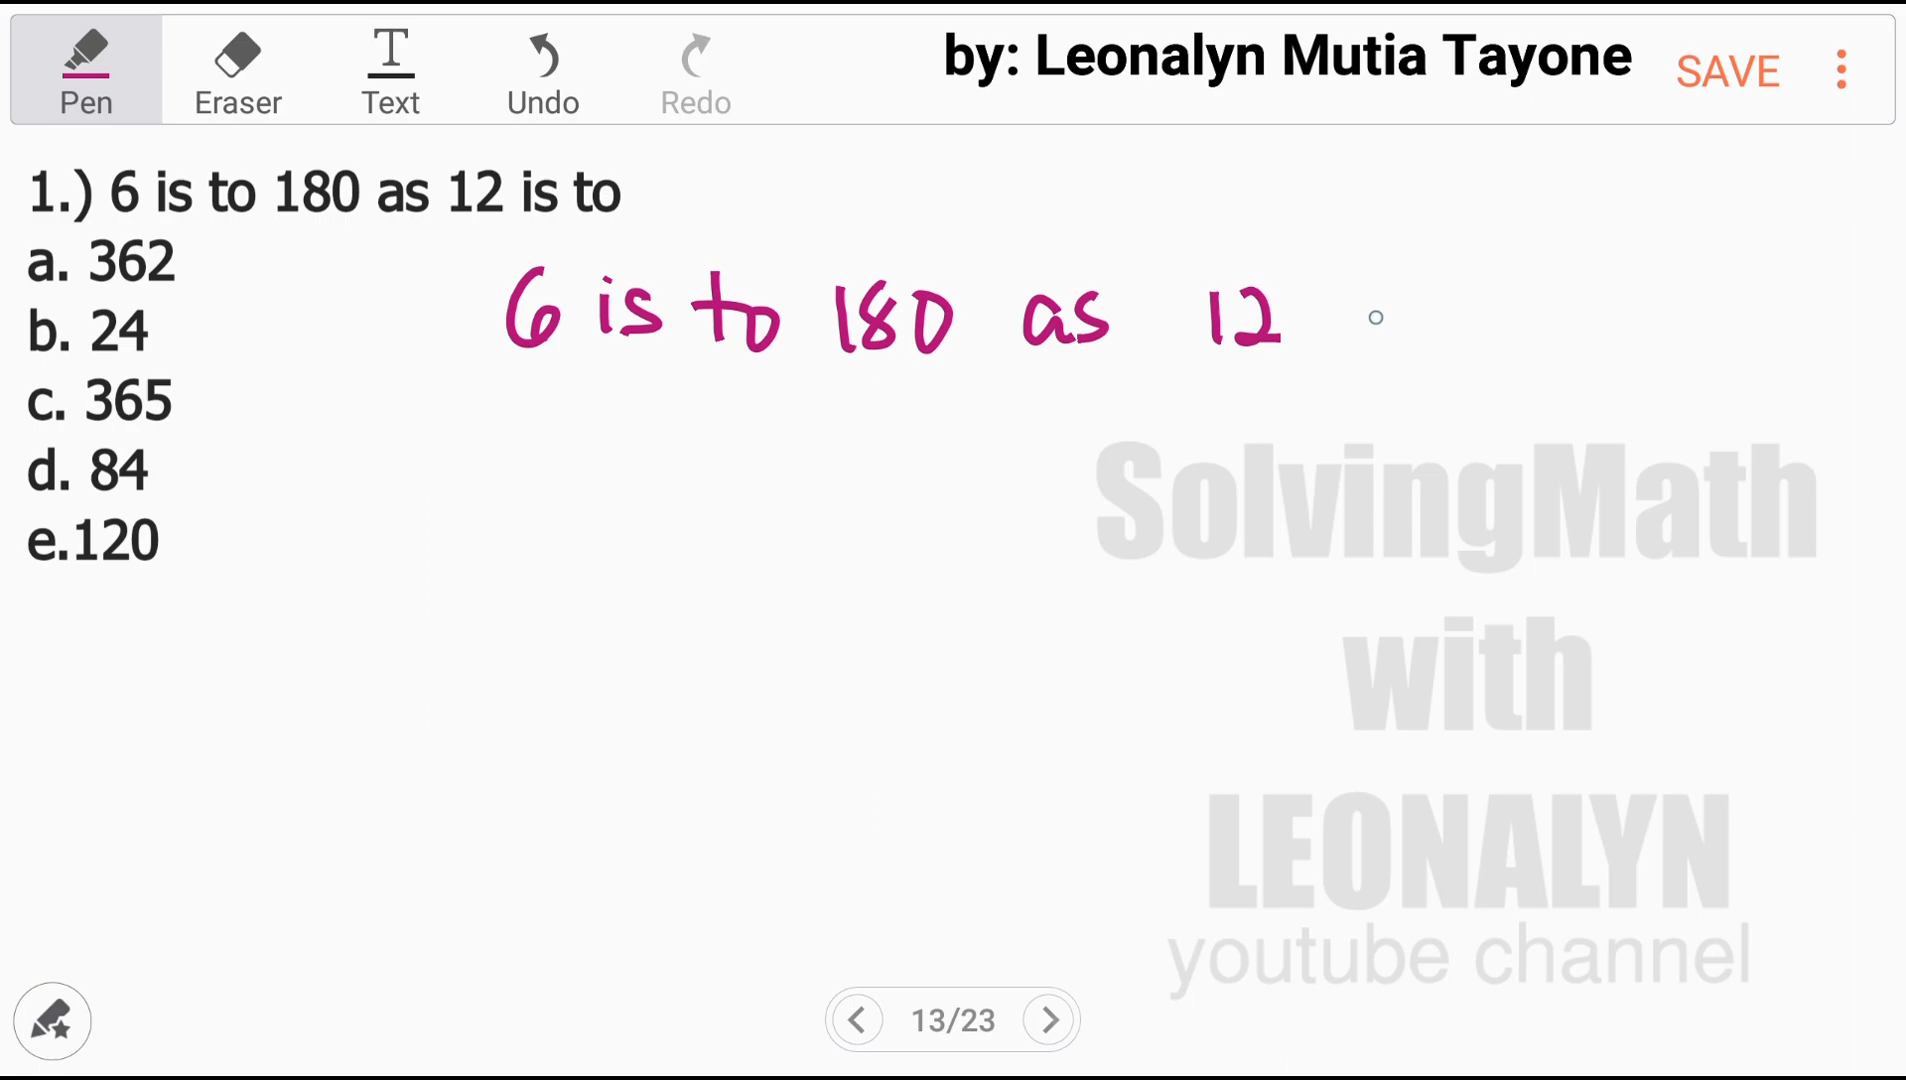 by: Leonalyn Mutia Tayone
Pen Eraser Text Undo Redo SAVE
1.) 6 is to 180 as 12 is to
a. 362
b. 24
c. 365
d. 84
e.120
6 is to 180 as 12
SolvingMath
with
LEONALYN
youtube channel
13/23